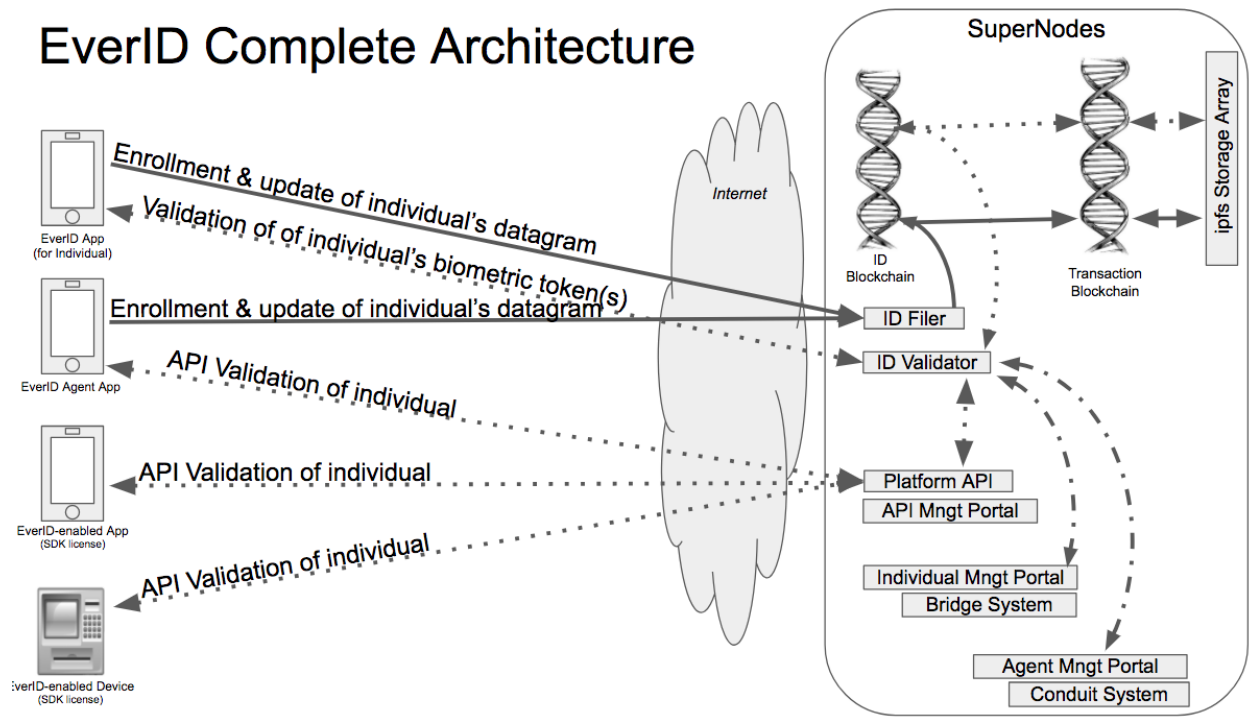 EverID Complete Architecture
SuperNodes
ipfs Storage Array
Internet
Enrollment & update of individual's datagram
Validation of of individual's biometric token(s)
EverID App
(for Individual)
ID
Blockchain
Transaction
Blockchain
Enrollment & update of individual's datagram
ID Filer
EverID Agent App
API Validation of individual
ID Validator
API Validation of individual
Platform API
API Mngt Portal
EverID-enabled App
(SDK license)
API Validation of individual
Individual Mngt Portal
Bridge System
EverID-enabled Device
(SDK license)
Agent Mngt Portal
Conduit System